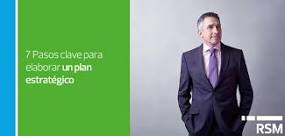 7 Pasos clave para
elaborar un plan
estratégico
RSM